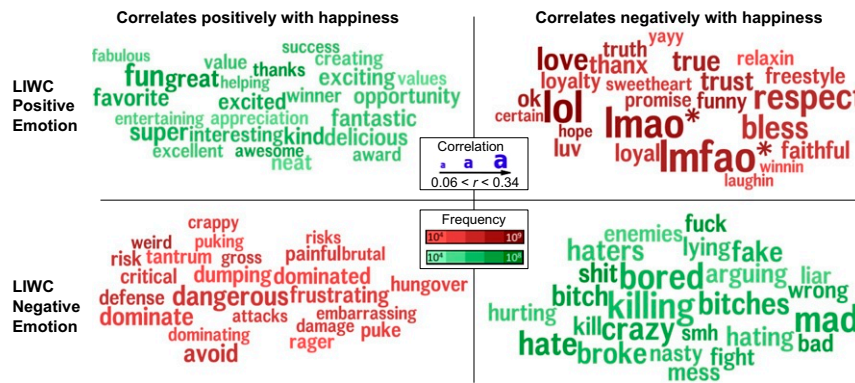 Correlates positively with happiness
Correlates negatively with happiness
LIWC
Positive
Emotion
success
fabulous
value
creating
fun
great
thanks
helping
exciting
values
favorite
excited
winner
opportunity
entertaining
appreciation
fantastic
super
interesting
kind
delicious
excellent
awesome
award
neat
yayy
truth
love
thanx
true
relaxin
loyalty
sweetheart
trust
freestyle
ok
lol
promise
funny
respect
certain
hope
lmao*
bless
luv
loyal
lmfao*
faithful
winnin
laughin
Correlation
a a a
0.06 < r < 0.34
Frequency
10⁴ 10⁹
10⁴ 10⁸
LIWC
Negative
Emotion
crappy
weird
puking
risks
risk
tantrum
gross
painful
brutal
critical
dumping
dominated
hungover
defense
dangerous
frustrating
dominate
attacks
embarrassing
damage
puke
dominating
rager
avoid
fuck
enemies
haters
lying
fake
shit
bored
arguing
liar
bitch
killing
bitches
wrong
hurting
mad
kill
crazy
smh
hating
bad
hate
broke
nasty
fight
mess